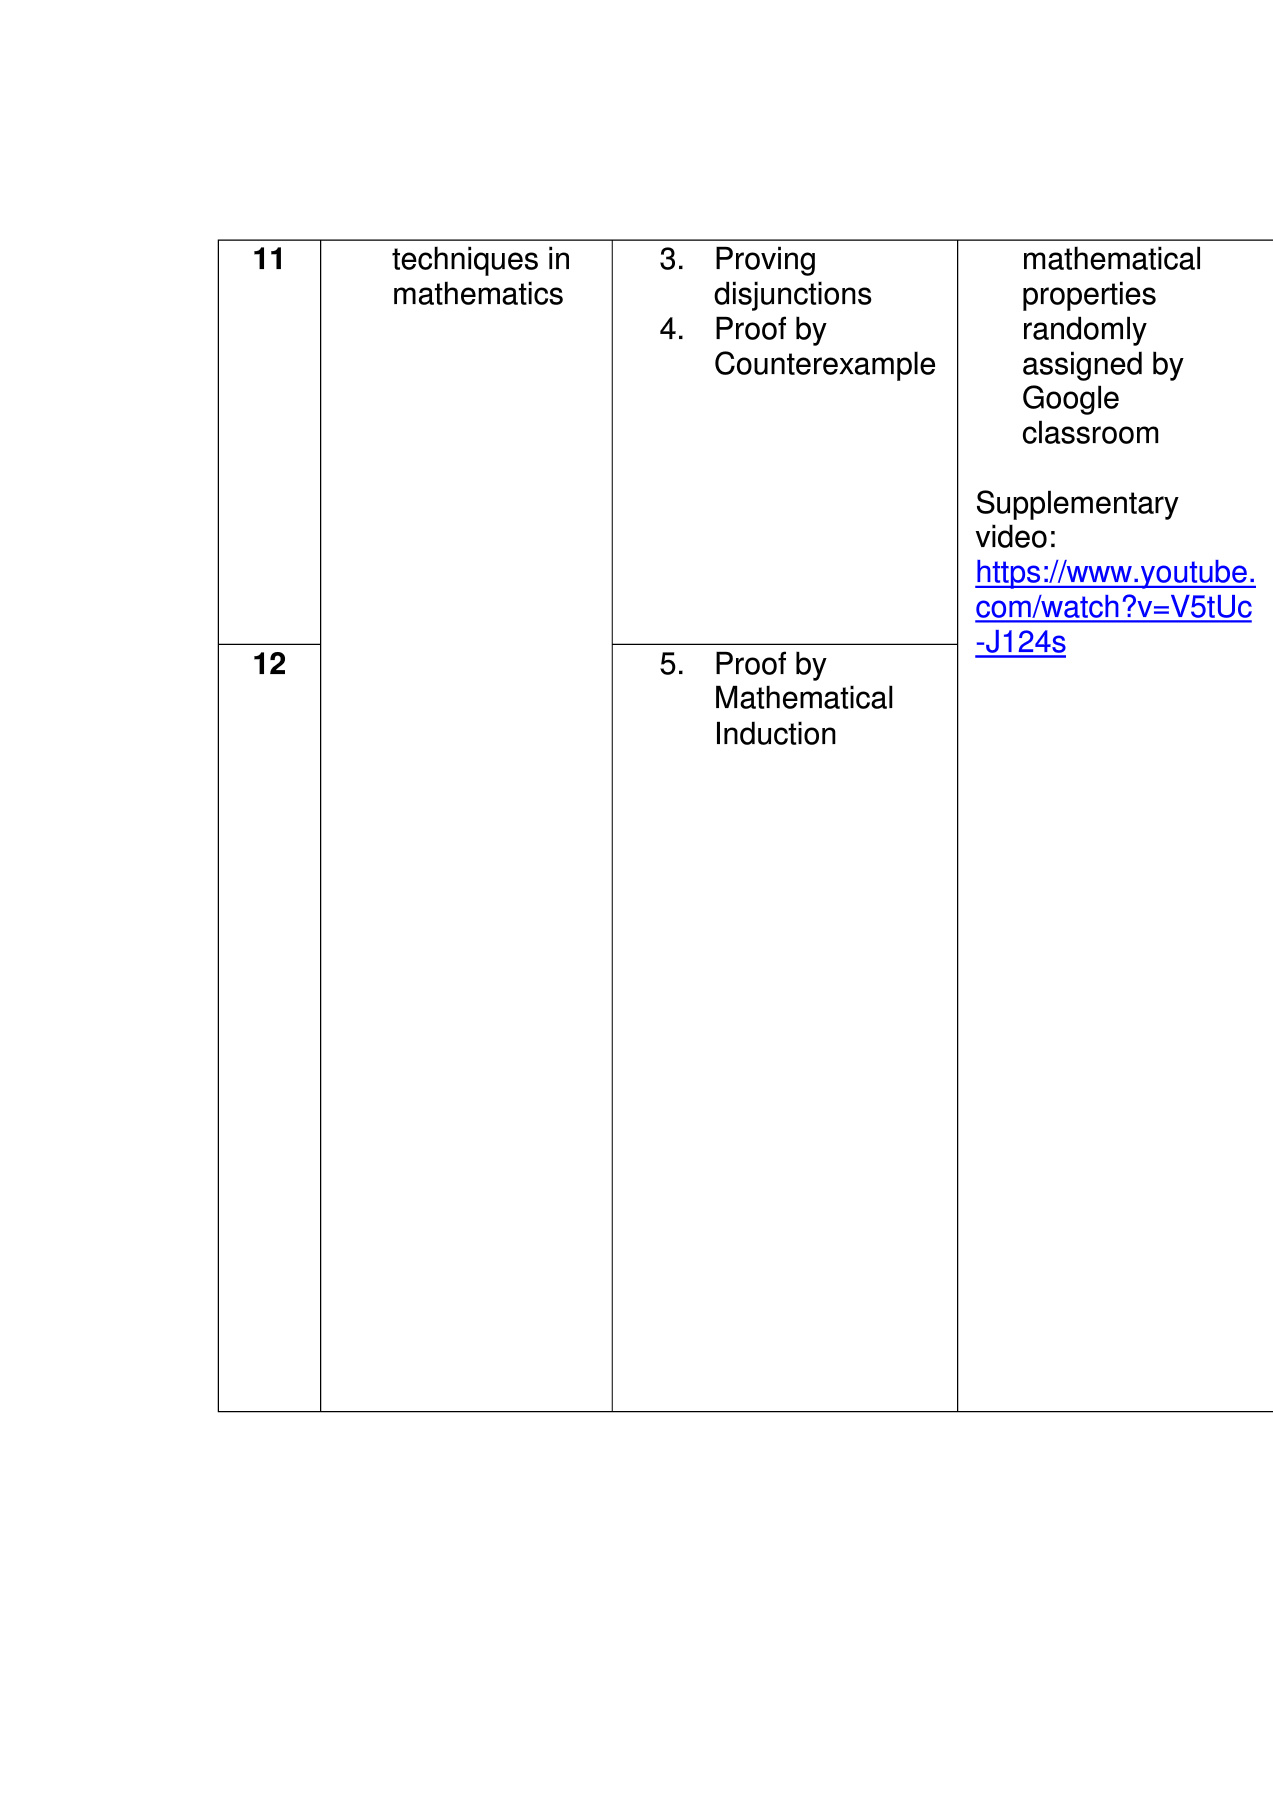 11
techniques in
mathematics
3. Proving
disjunctions
4. Proof by
Counterexample
mathematical
properties
randomly
assigned by
Google
classroom
Supplementary
video:
https://www.youtube.
com/watch?v=V5tUc
-J124s
12
5. Proof by
Mathematical
Induction